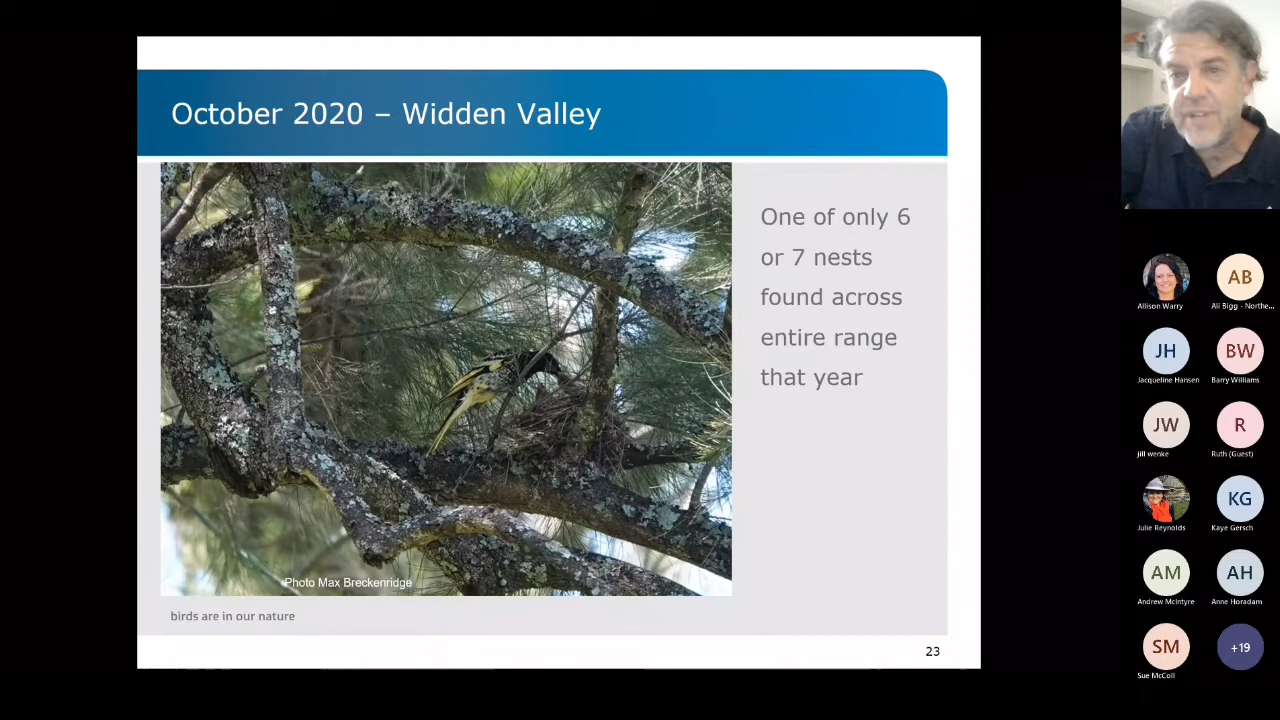 October 2020 – Widden Valley
One of only 6
or 7 nests
found across
entire range
that year
Photo Max Breckenridge
birds are in our nature
23
Allison Warry
AB
Ali Bigg - Northe...
JH
Jacqueline Hansen
BW
Barry Williams
JW
jill wenke
R
Ruth (Guest)
Julie Reynolds
KG
Kaye Gersch
AM
Andrew McIntyre
AH
Anne Horadam
SM
Sue McColl
+19